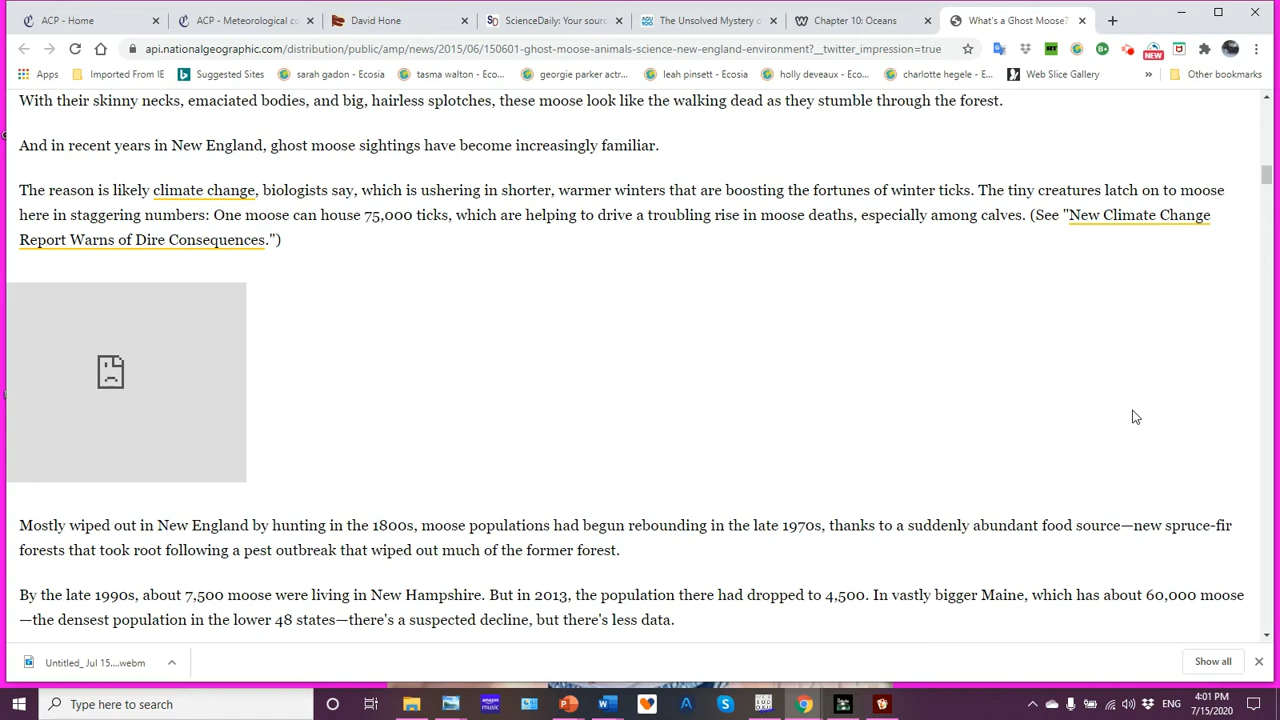 ACP - Home
ACP - Meteorological co
David Hone
ScienceDaily: Your sour
The Unsolved Mystery o
Chapter 10: Oceans
What's a Ghost Moose?
api.nationalgeographic.com/distribution/public/amp/news/2015/06/150601-ghost-moose-animals-science-new-england-environment?__twitter_impression=true
Apps
Imported From IE
Suggested Sites
sarah gadon - Ecosia
tasma walton - Eco...
georgie parker actr...
leah pinsett - Ecosia
holly deveaux - Eco...
charlotte hegele - E...
Web Slice Gallery
Other bookmarks
With their skinny necks, emaciated bodies, and big, hairless splotches, these moose look like the walking dead as they stumble through the forest.
And in recent years in New England, ghost moose sightings have become increasingly familiar.
The reason is likely climate change, biologists say, which is ushering in shorter, warmer winters that are boosting the fortunes of winter ticks. The tiny creatures latch on to moose
here in staggering numbers: One moose can house 75,000 ticks, which are helping to drive a troubling rise in moose deaths, especially among calves. (See "New Climate Change
Report Warns of Dire Consequences.")
Mostly wiped out in New England by hunting in the 1800s, moose populations had begun rebounding in the late 1970s, thanks to a suddenly abundant food source—new spruce-fir
forests that took root following a pest outbreak that wiped out much of the former forest.
By the late 1990s, about 7,500 moose were living in New Hampshire. But in 2013, the population there had dropped to 4,500. In vastly bigger Maine, which has about 60,000 moose
—the densest population in the lower 48 states—there's a suspected decline, but there's less data.
Untitled_ Jul 15....webm
Show all
Type here to search
ENG
4:01 PM
7/15/2020